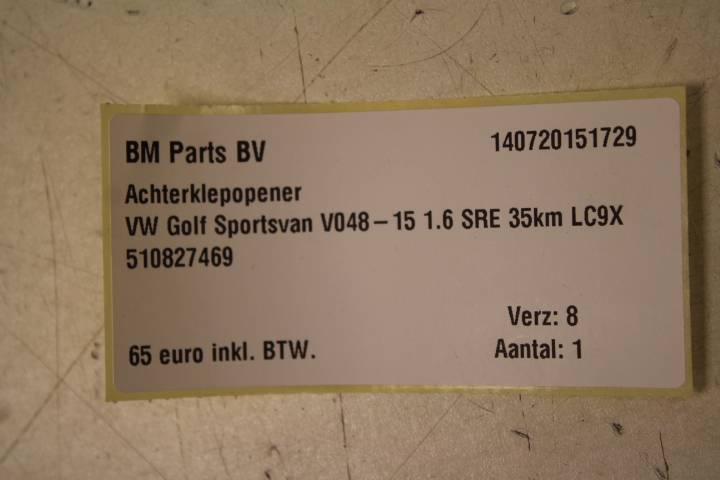 BM Parts BV 140720151729
Achterklepopener
VW Golf Sportsvan V048-15 1.6 SRE 35km LC9X
510827469
Verz: 8
65 euro inkl. BTW. Aantal: 1